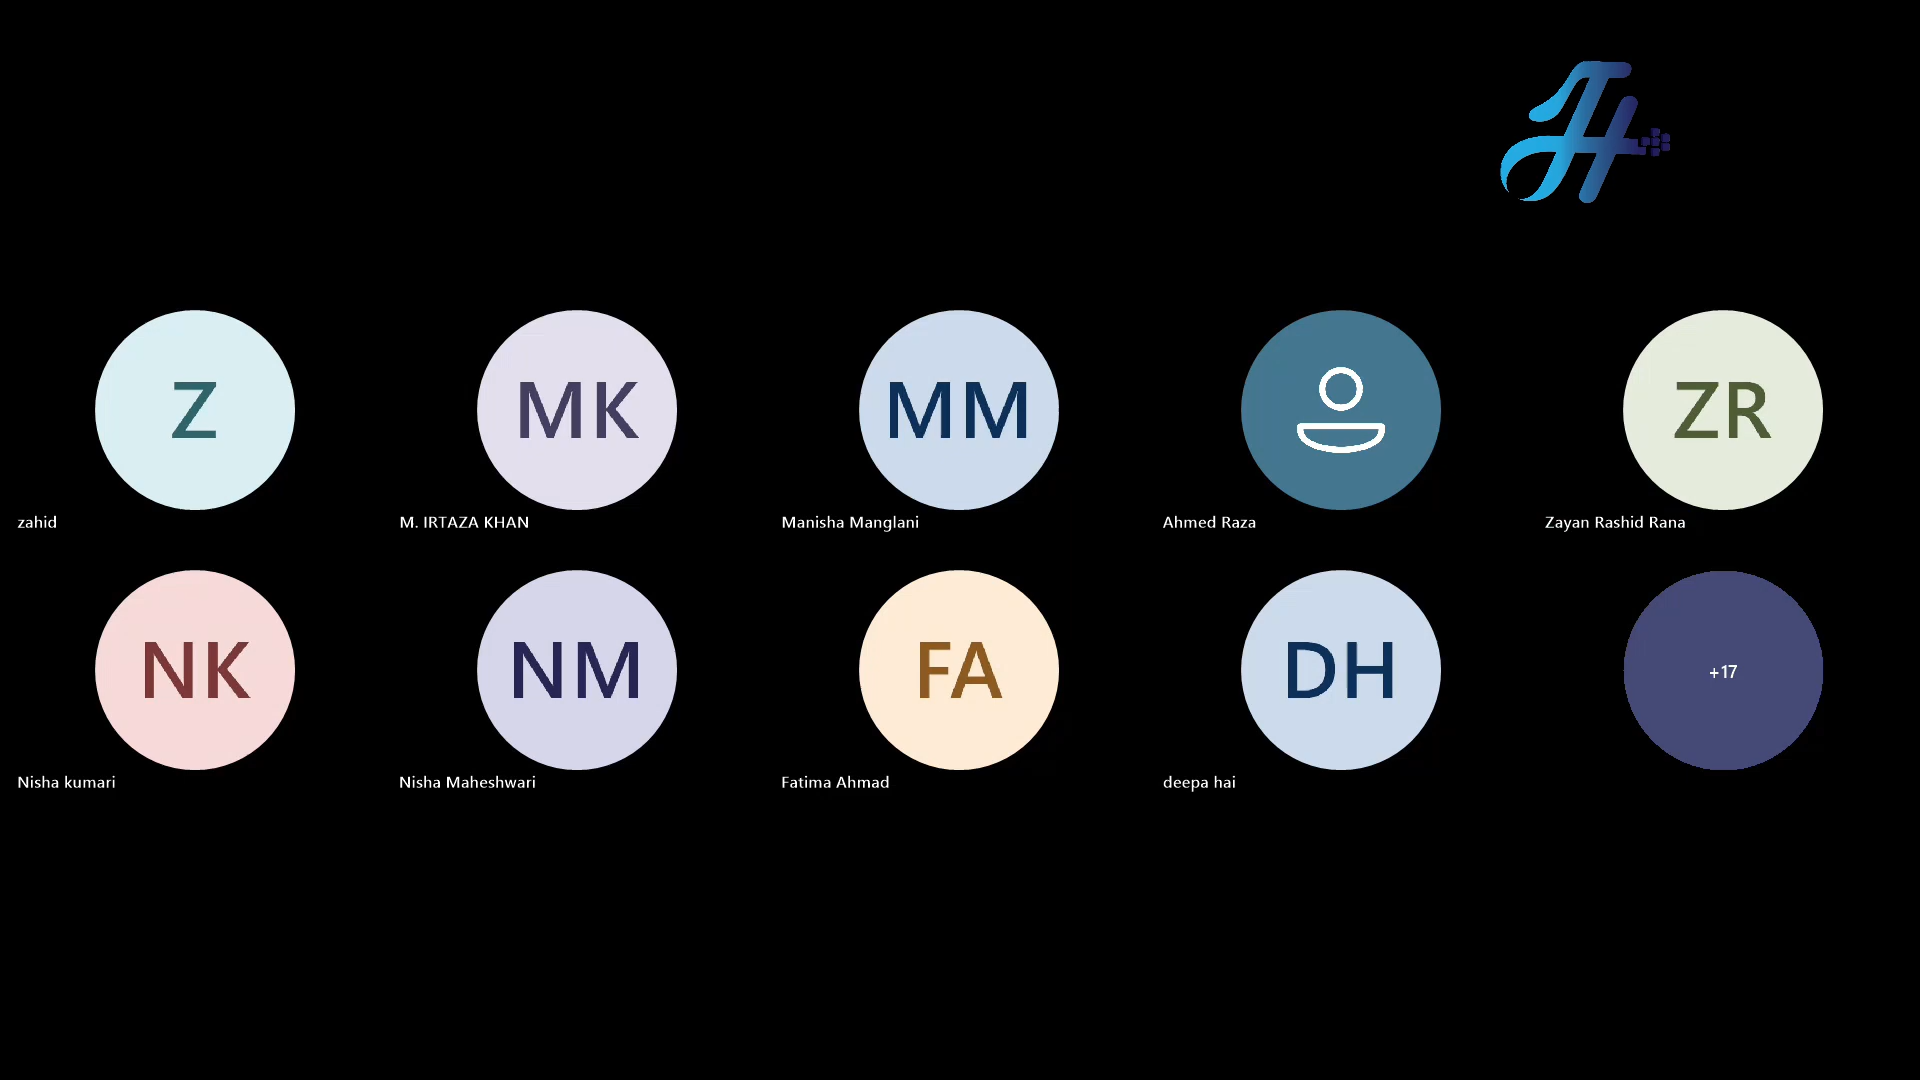 Z
MK
MM
ZR
zahid
M. IRTAZA KHAN
Manisha Manglani
Ahmed Raza
Zayan Rashid Rana
NK
NM
FA
DH
+17
Nisha kumari
Nisha Maheshwari
Fatima Ahmad
deepa hai